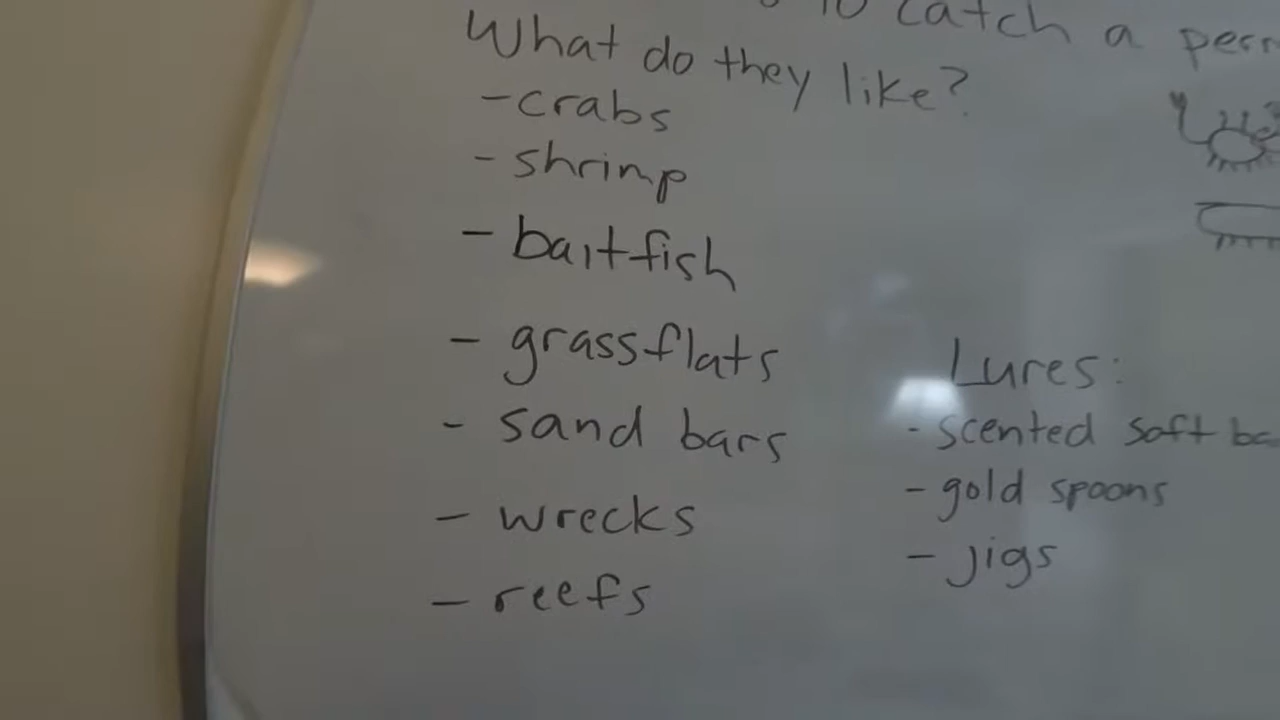 to catch a
What do they like?
- crabs
- shrimp
- baitfish
- grassflats
- sand bars
- wrecks
- reefs
Lures:
- scented soft
- gold spoons
- jigs